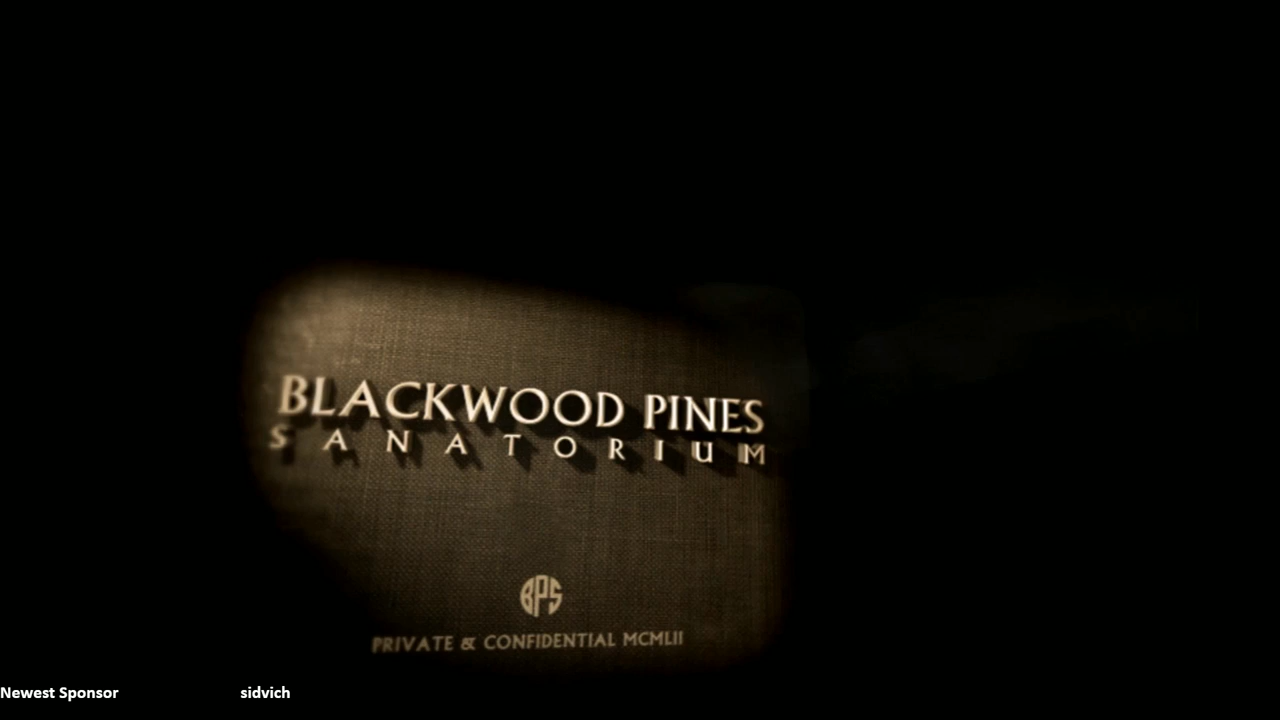 BLACKWOOD PINES
SANATORIUM
BPS
PRIVATE & CONFIDENTIAL MCMLII
Newest Sponsor sidvich